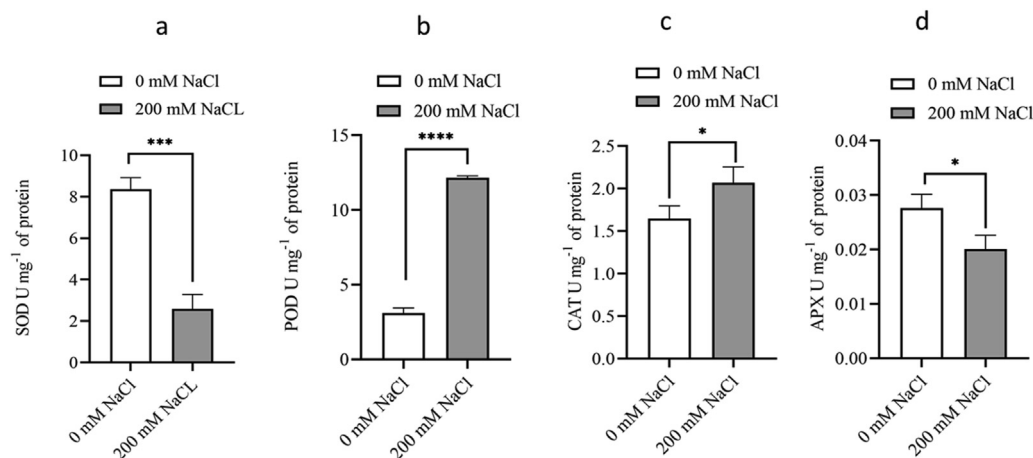 a
0 mM NaCl
200 mM NaCL
***
10
8
6
4
2
0
SOD U mg⁻¹ of protein
0 mM NaCl
200 mM NaCL
b
0 mM NaCl
200 mM NaCl
****
15
10
5
0
POD U mg⁻¹ of protein
0 mM NaCl
200 mM NaCl
c
0 mM NaCl
200 mM NaCl
*
2.5
2.0
1.5
1.0
0.5
0.0
CAT U mg⁻¹ of protein
0 mM NaCl
200 mM NaCl
d
0 mM NaCl
200 mM NaCl
*
0.04
0.03
0.02
0.01
0.00
APX U mg⁻¹ of protein
0 mM NaCl
200 mM NaCl